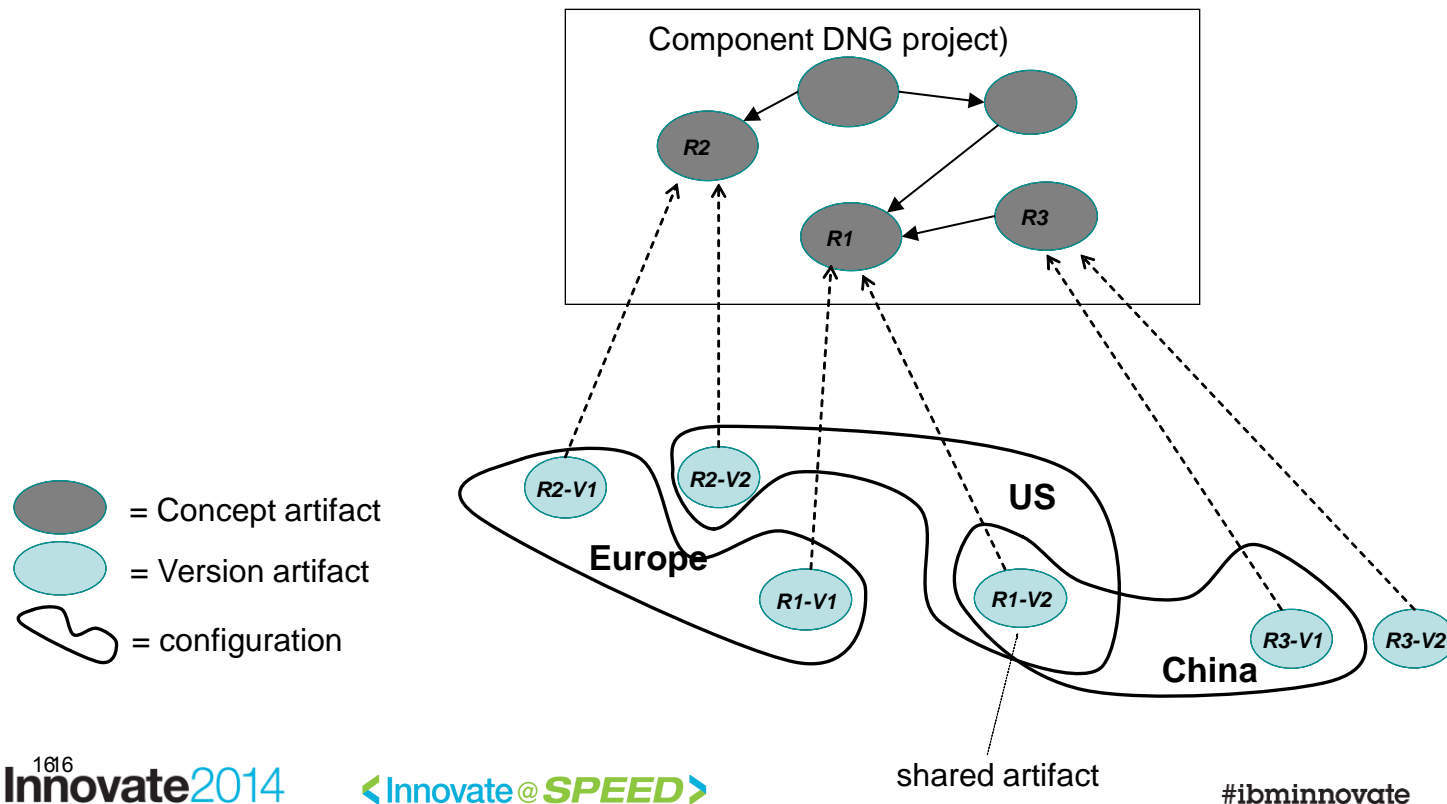 Component DNG project)
R2
R1
R3
R2-V1
R2-V2
US
Europe
R1-V1
R1-V2
R3-V1
R3-V2
China
= Concept artifact
= Version artifact
= configuration
shared artifact
1616
Innovate2014
<Innovate@SPEED>
#ibminnovate